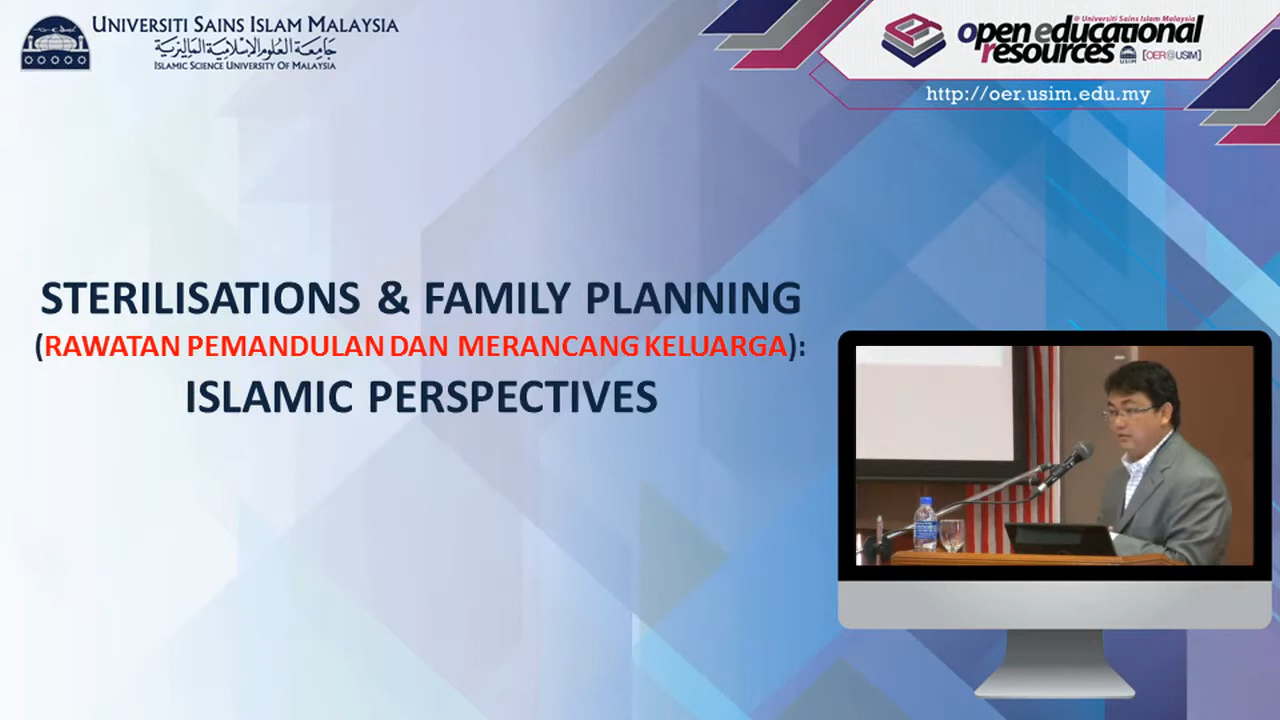 UNIVERSITI SAINS ISLAM MALAYSIA
جامعة العلوم الإسلامية الماليزية
ISLAMIC SCIENCE UNIVERSITY OF MALAYSIA
@ Universiti Sains Islam Malaysia
open educational
resources USIM [OER@USIM]
http://oer.usim.edu.my
STERILISATIONS & FAMILY PLANNING
(RAWATAN PEMANDULAN DAN MERANCANG KELUARGA):
ISLAMIC PERSPECTIVES